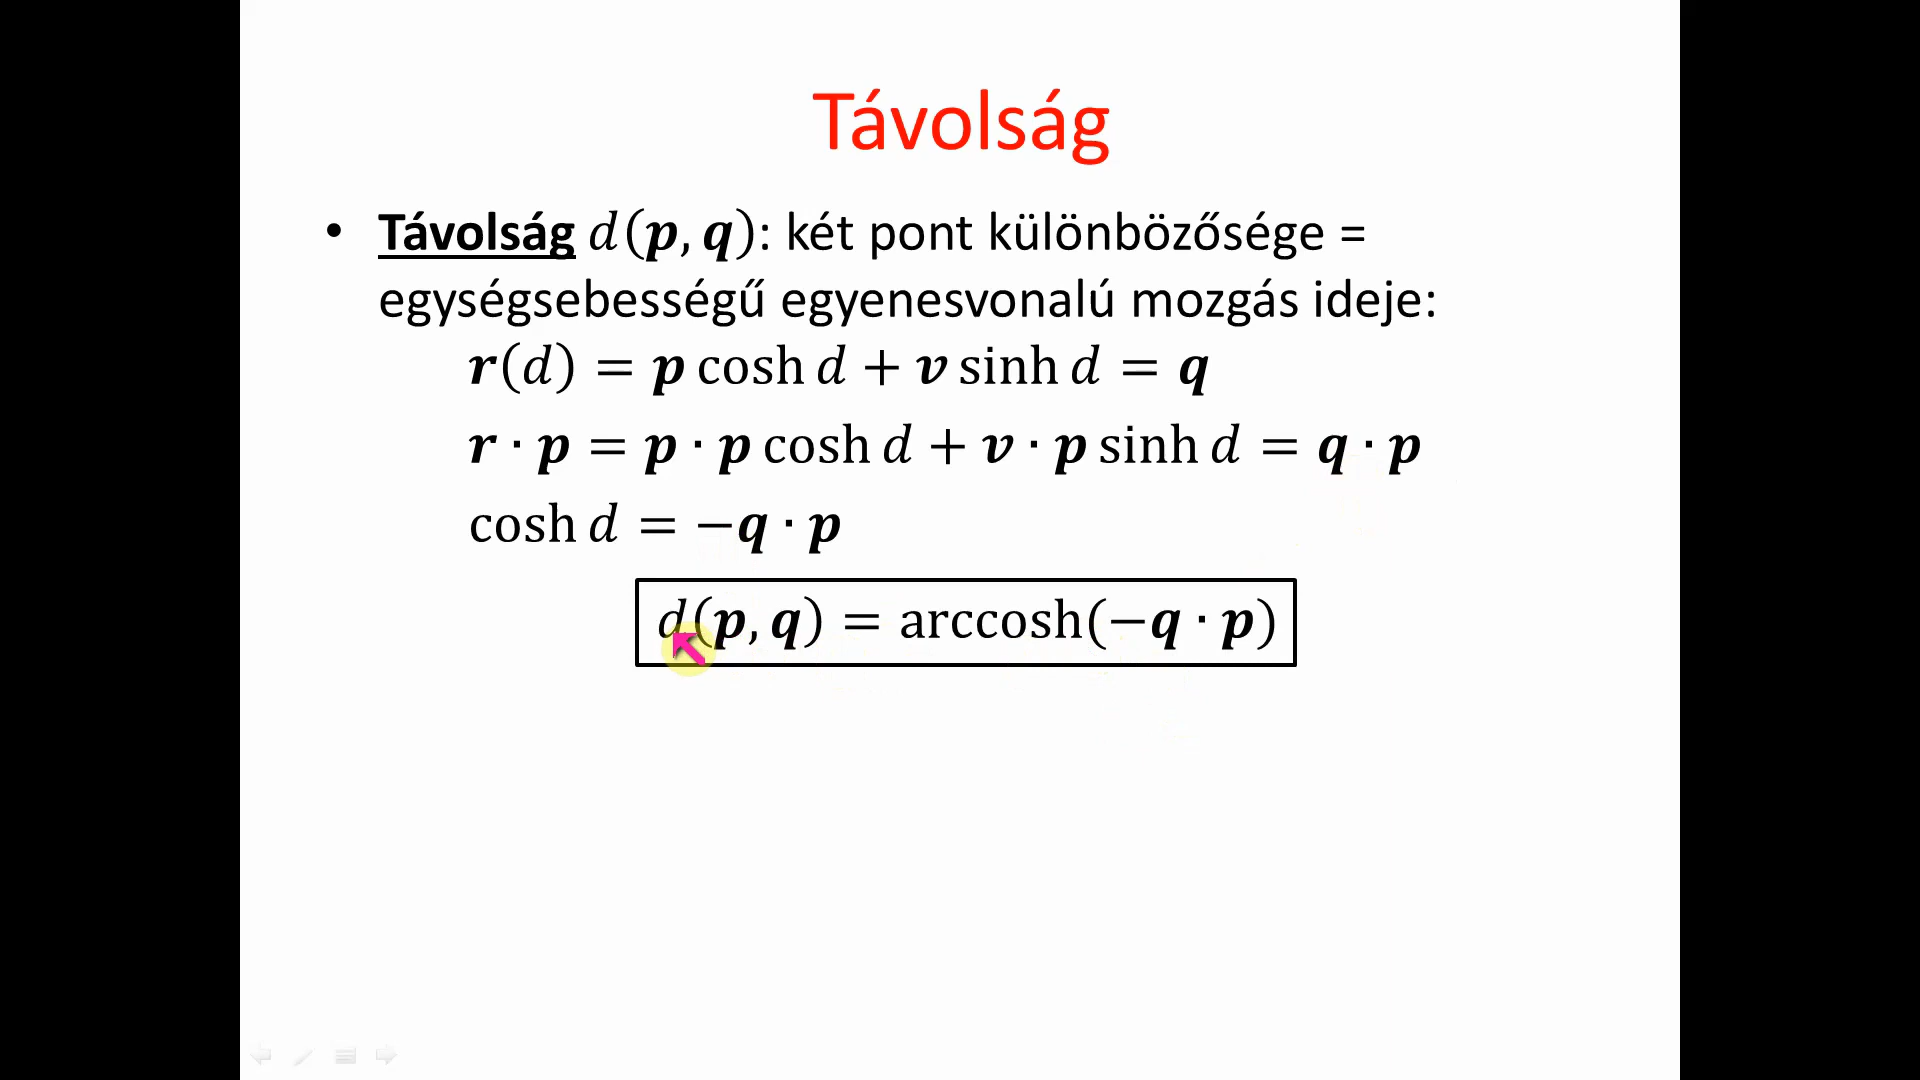 Távolság
• Távolság d(p, q): két pont különbözősége =
egységsebességű egyenesvonalú mozgás ideje:
r(d) = p cosh d + v sinh d = q
r · p = p · p cosh d + v · p sinh d = q · p
cosh d = −q · p
d(p, q) = arccosh(−q · p)